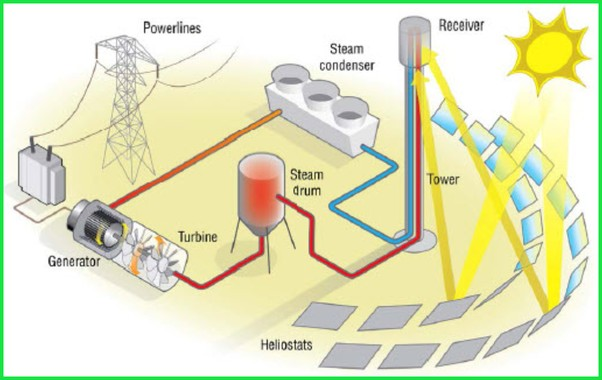 Powerlines
Receiver
Steam
condenser
Steam
drum
Tower
Turbine
Generator
Heliostats